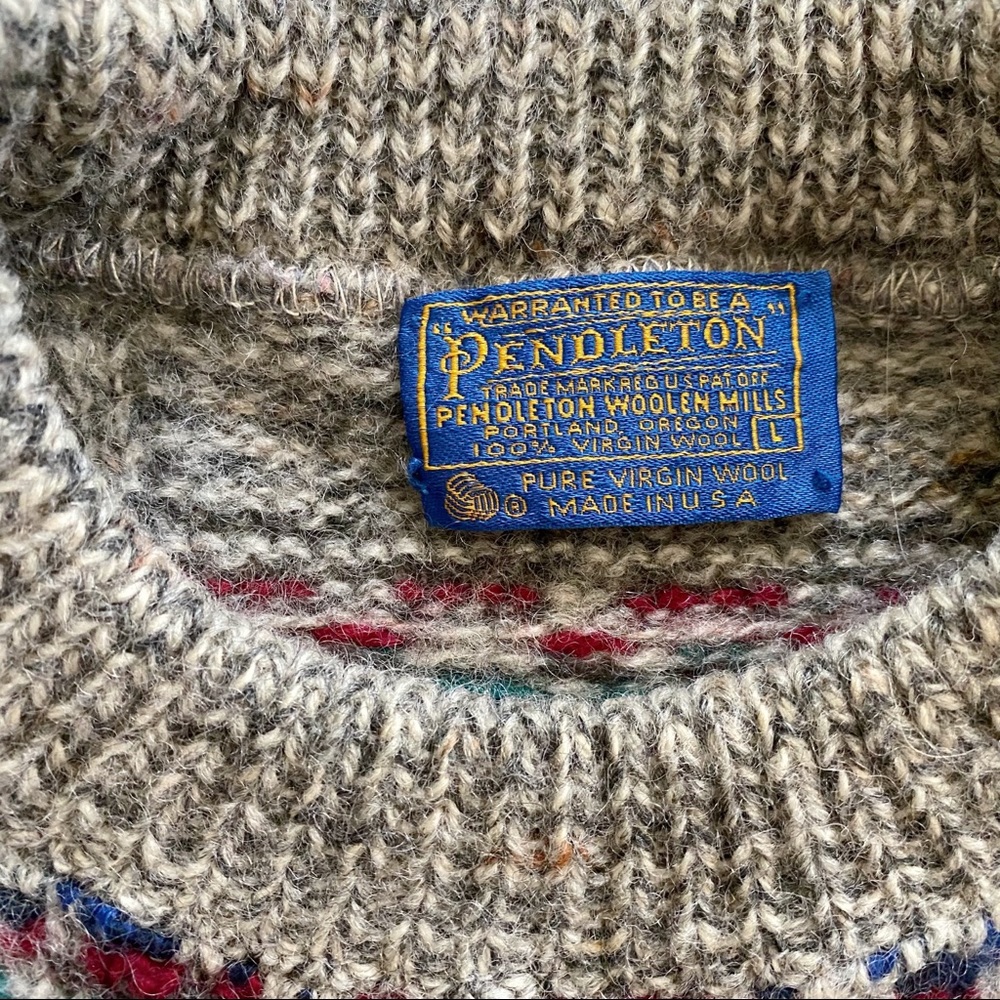 WARRANTED TO BE A
"PENDLETON"
TRADE MARK REG U S PAT OFF
PENDLETON WOOLEN MILLS
PORTLAND, OREGON
100% VIRGIN WOOL L
PURE VIRGIN WOOL
® MADE IN U S A